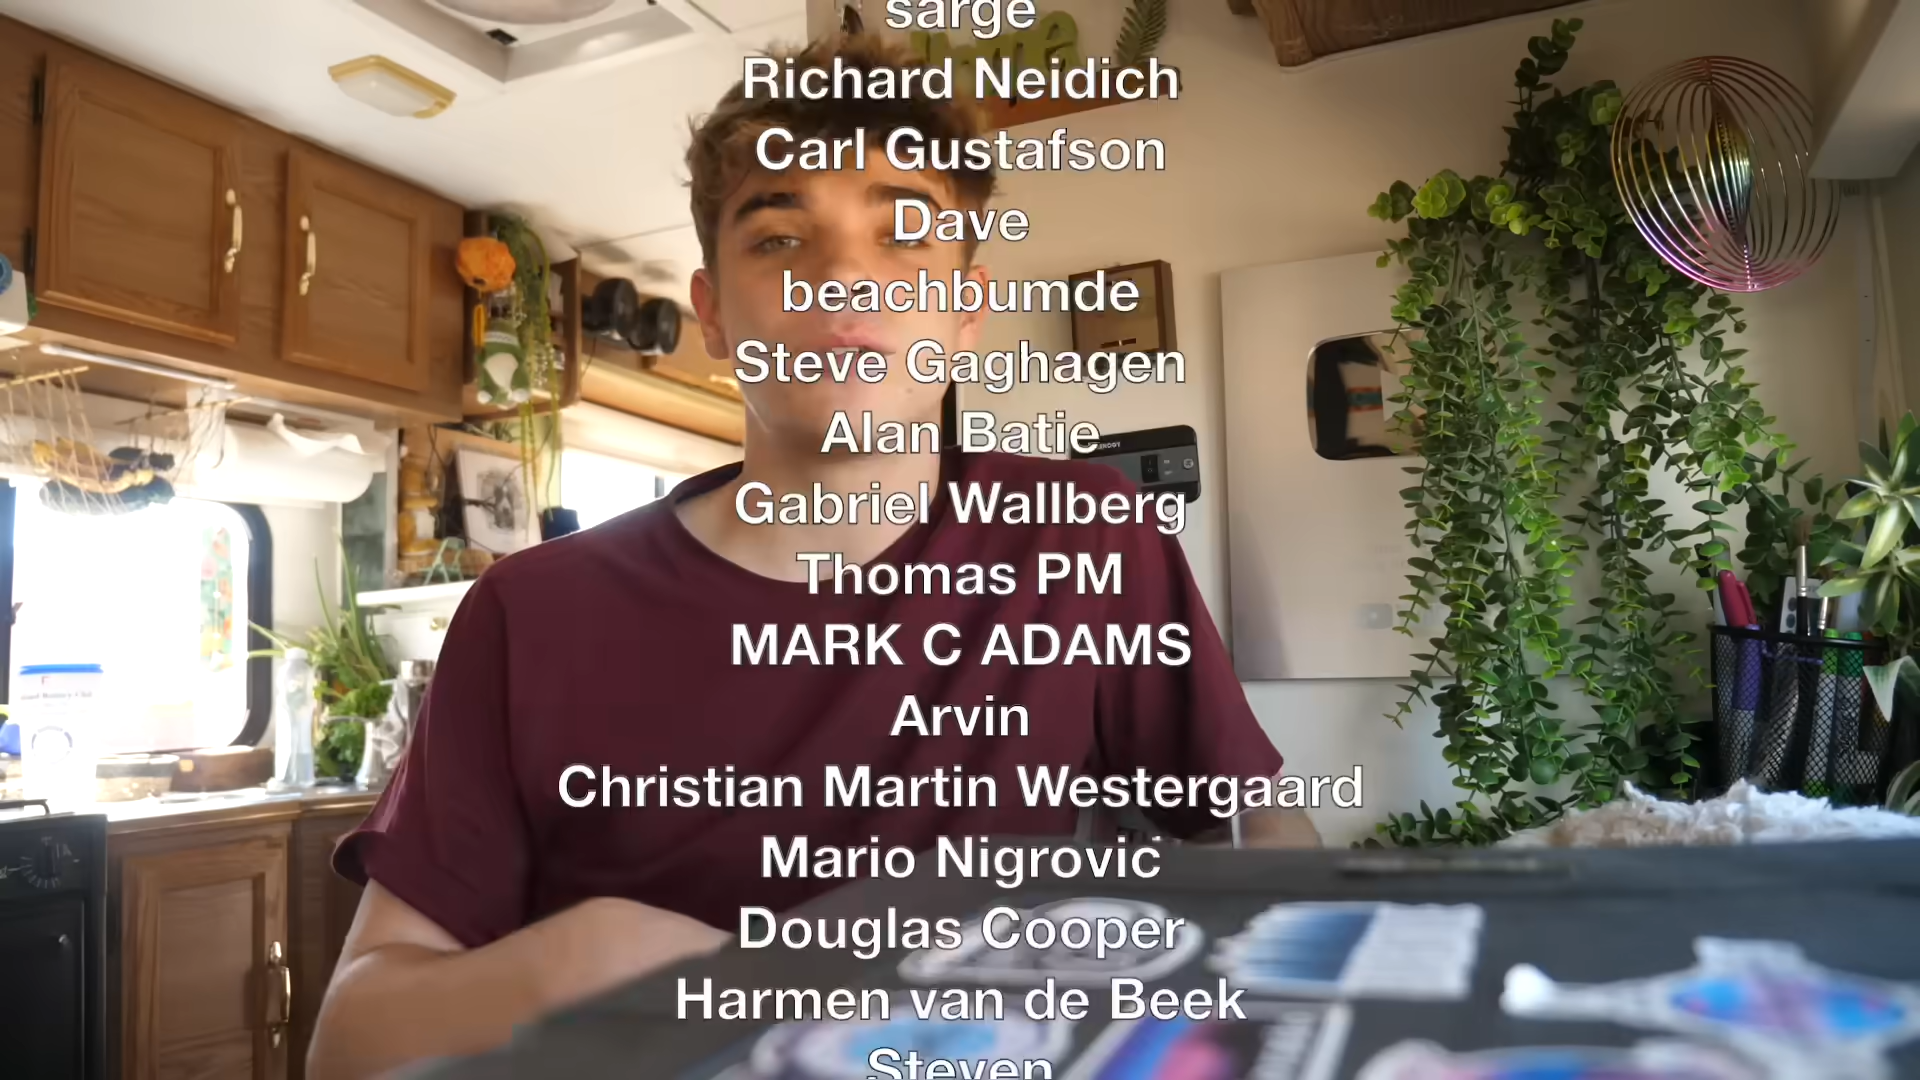 sarge
Richard Neidich
Carl Gustafson
Dave
beachbumde
Steve Gaghagen
Alan Batie
Gabriel Wallberg
Thomas PM
MARK C ADAMS
Arvin
Christian Martin Westergaard
Mario Nigrovic
Douglas Cooper
Harmen van de Beek
Steven